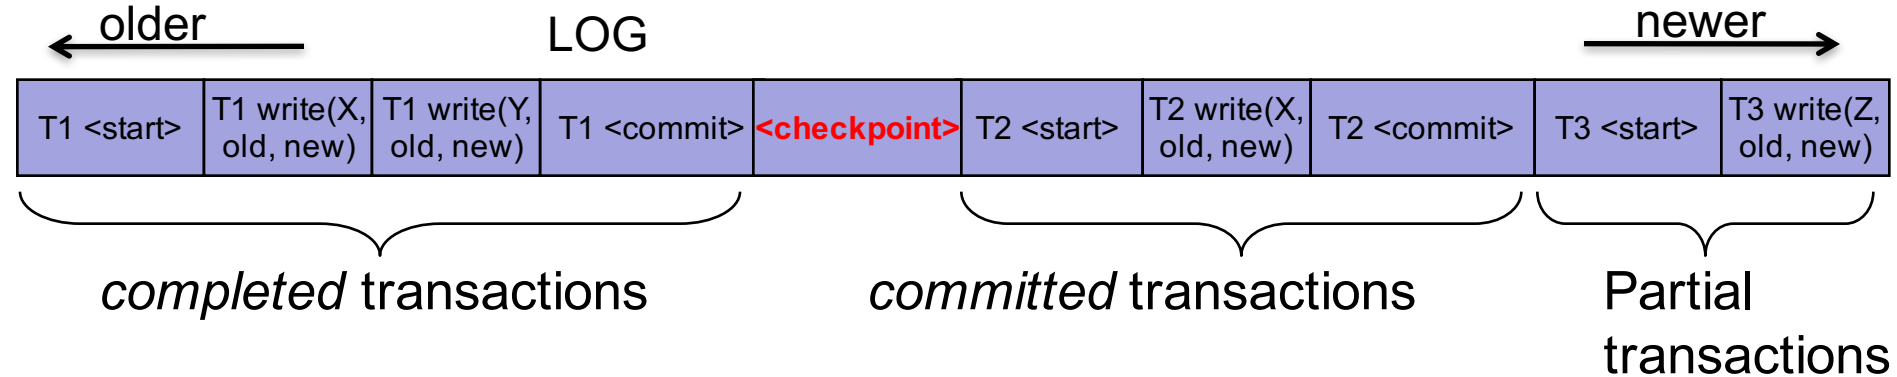 older
LOG
newer
T1 <start>
T1 write(X,
old, new)
T1 write(Y,
old, new)
T1 <commit>
<checkpoint>
T2 <start>
T2 write(X,
old, new)
T2 <commit>
T3 <start>
T3 write(Z,
old, new)
completed transactions
committed transactions
Partial
transactions